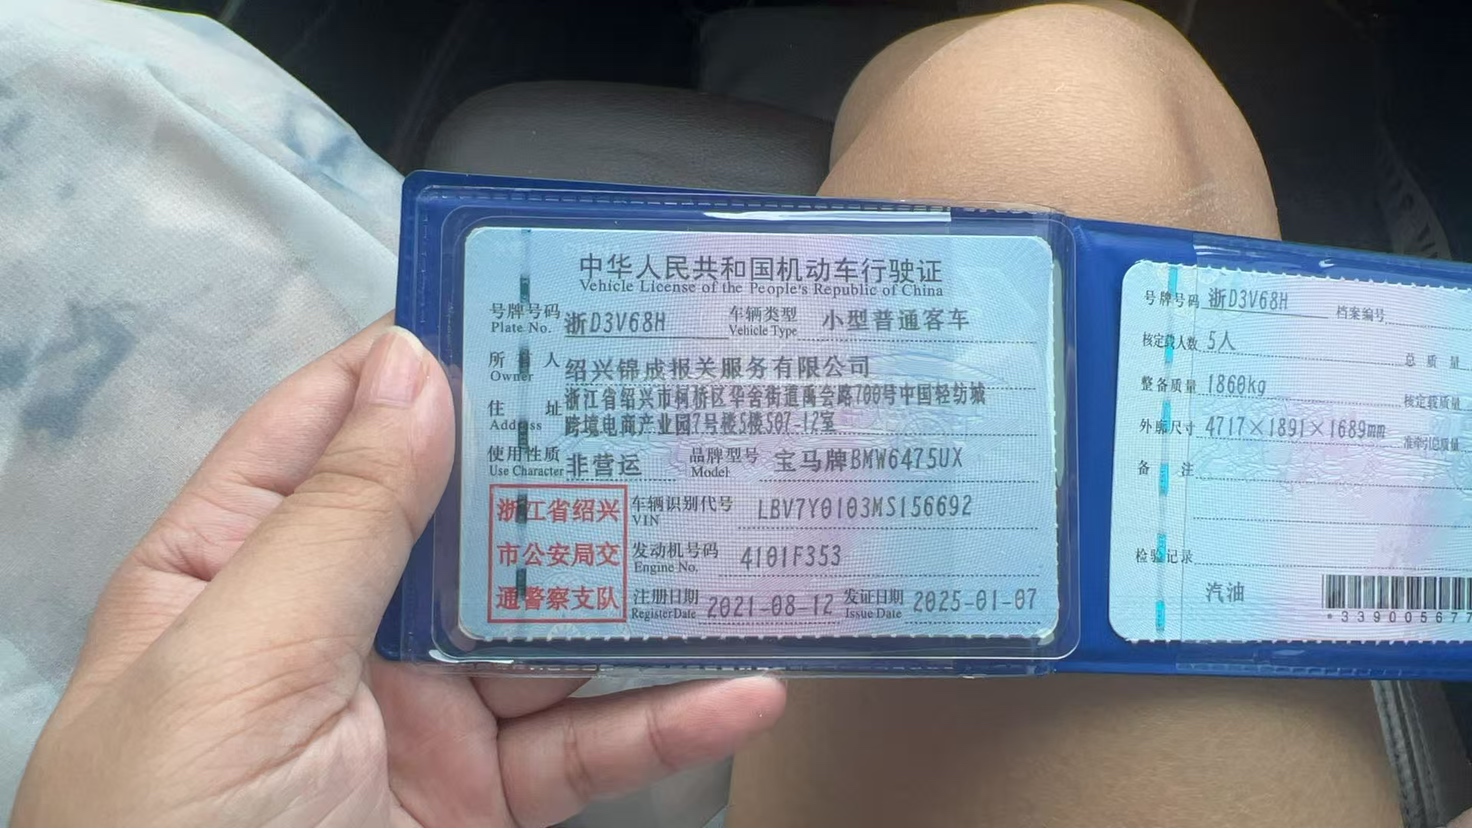 中华人民共和国机动车行驶证
Vehicle License of the People's Republic of China
号牌号码 浙D3V68H 车辆类型 小型普通客车
Plate No. Vehicle Type
所有人 绍兴锦成报关服务有限公司
Owner
住址 浙江省绍兴市柯桥区华舍街道禹会路700号中国轻纺城
Address 跨境电商产业园7号楼5楼507-12室
使用性质 非营运 品牌型号 宝马牌BMW6475UX
Use Character Model
浙江省绍兴
市公安局交
通警察支队
车辆识别代号 LBV7Y0103MS156692
VIN
发动机号码 4101F353
Engine No.
注册日期 2021-08-12 发证日期 2025-01-07
Register Date Issue Date
号牌号码 浙D3V68H 档案编号
核定载人数 5人 总质量
整备质量 1860kg 核定载质量
外廓尺寸 4717×1891×1689mm 准牵引总质量
备注
检验记录
汽油
*339005677